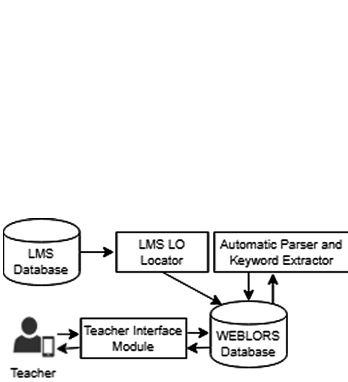 LMS
Database
LMS LO
Locator
Automatic Parser and
Keyword Extractor
Teacher Interface
Module
WEBLORS
Database
Teacher